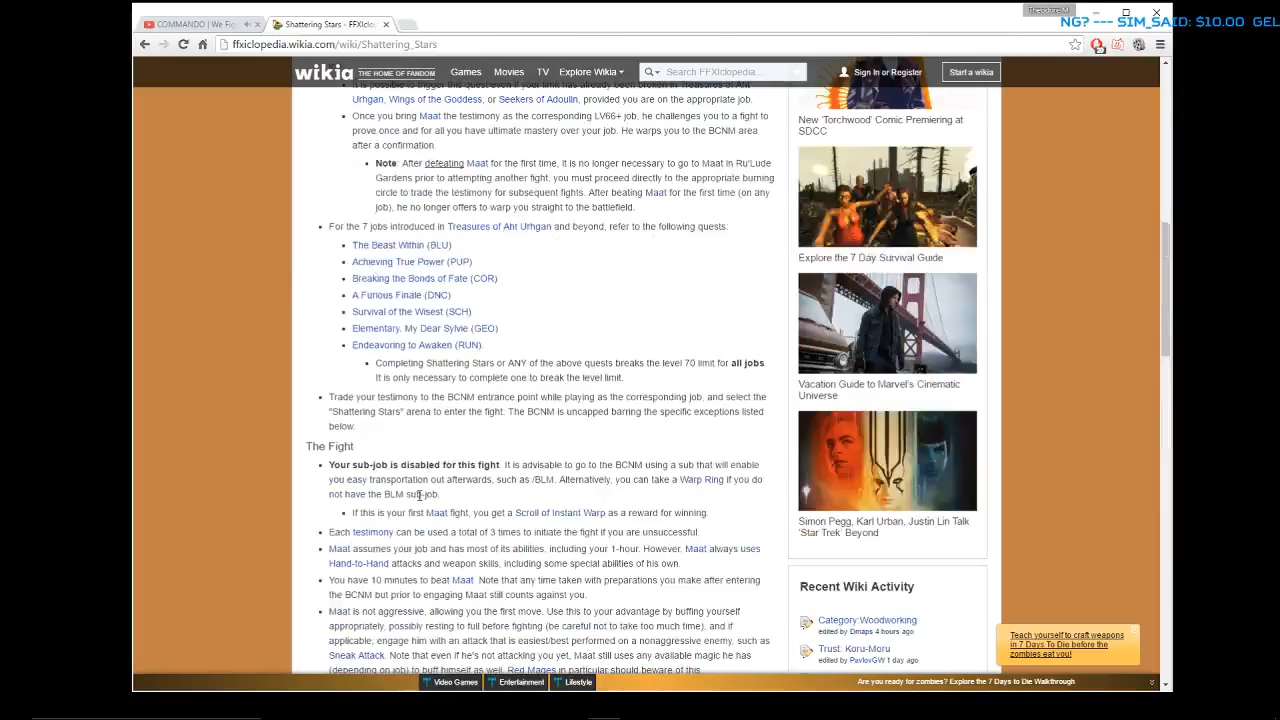 Theodore M.
NG? --- SIM_SAID: $10.00 GEL
COMMANDO | We Fi
Shattering Stars - FFXIclo
ffxiclopedia.wikia.com/wiki/Shattering_Stars
wikia THE HOME OF FANDOM Games Movies TV Explore Wikia Search FFXIclopedia... Sign In or Register Start a wikia
It is possible to trigger this quest even if your limit has already been broken in Treasures of Aht
Urhgan, Wings of the Goddess, or Seekers of Adoulin, provided you are on the appropriate job.
Once you bring Maat the testimony as the corresponding LV66+ job, he challenges you to a fight to
prove once and for all you have ultimate mastery over your job. He warps you to the BCNM area
after a confirmation.
Note: After defeating Maat for the first time, it is no longer necessary to go to Maat in Ru'Lude
Gardens prior to attempting another fight, you must proceed directly to the appropriate burning
circle to trade the testimony for subsequent fights. After beating Maat for the first time (on any
job), he no longer offers to warp you straight to the battlefield.
For the 7 jobs introduced in Treasures of Aht Urhgan and beyond, refer to the following quests:
The Beast Within (BLU)
Achieving True Power (PUP)
Breaking the Bonds of Fate (COR)
A Furious Finale (DNC)
Survival of the Wisest (SCH)
Elementary, My Dear Sylvie (GEO)
Endeavoring to Awaken (RUN).
Completing Shattering Stars or ANY of the above quests breaks the level 70 limit for all jobs.
It is only necessary to complete one to break the level limit.
Trade your testimony to the BCNM entrance point while playing as the corresponding job, and select the
"Shattering Stars" arena to enter the fight. The BCNM is uncapped barring the specific exceptions listed
below.
The Fight
Your sub-job is disabled for this fight. It is advisable to go to the BCNM using a sub that will enable
you easy transportation out afterwards, such as /BLM. Alternatively, you can take a Warp Ring if you do
not have the BLM sub-job.
If this is your first Maat fight, you get a Scroll of Instant Warp as a reward for winning.
Each testimony can be used a total of 3 times to initiate the fight if you are unsuccessful.
Maat assumes your job and has most of its abilities, including your 1-hour. However, Maat always uses
Hand-to-Hand attacks and weapon skills, including some special abilities of his own.
You have 10 minutes to beat Maat. Note that any time taken with preparations you make after entering
the BCNM but prior to engaging Maat still counts against you.
Maat is not aggressive, allowing you the first move. Use this to your advantage by buffing yourself
appropriately, possibly resting to full before fighting (be careful not to take too much time), and if
applicable, engage him with an attack that is easiest/best performed on a nonaggressive enemy, such as
Sneak Attack. Note that even if he's not attacking you yet, Maat still uses any available magic he has
(depending on job) to buff himself as well. Red Mages in particular should beware of this.
New 'Torchwood' Comic Premiering at
SDCC
Explore the 7 Day Survival Guide
Vacation Guide to Marvel's Cinematic
Universe
Simon Pegg, Karl Urban, Justin Lin Talk
'Star Trek' Beyond
Recent Wiki Activity
Category:Woodworking
edited by Dmaps 4 hours ago
Trust: Koru-Moru
edited by PavlovGW 1 day ago
Teach yourself to craft weapons
in 7 Days To Die before the
zombies eat you!
Video Games Entertainment Lifestyle Are you ready for zombies? Explore the 7 Days to Die Walkthrough